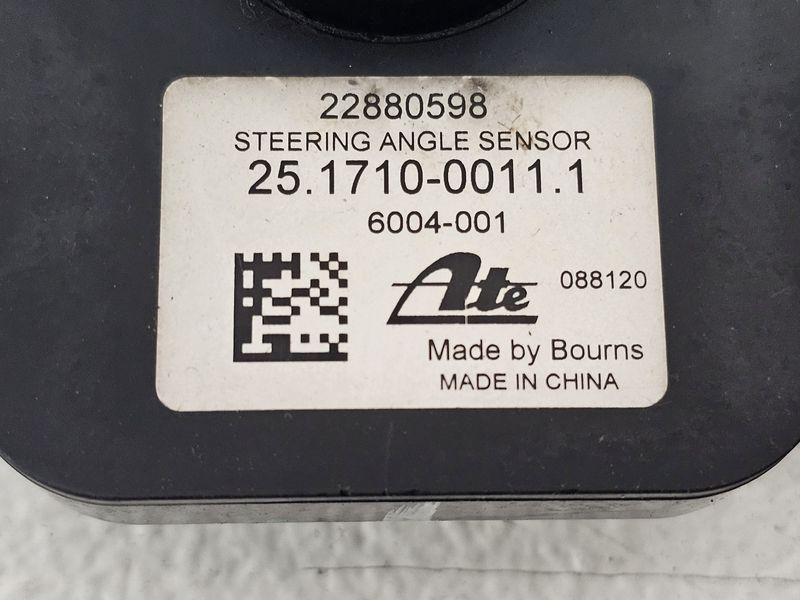 22880598
STEERING ANGLE SENSOR
25.1710-0011.1
6004-001
Ate
088120
Made by Bourns
MADE IN CHINA